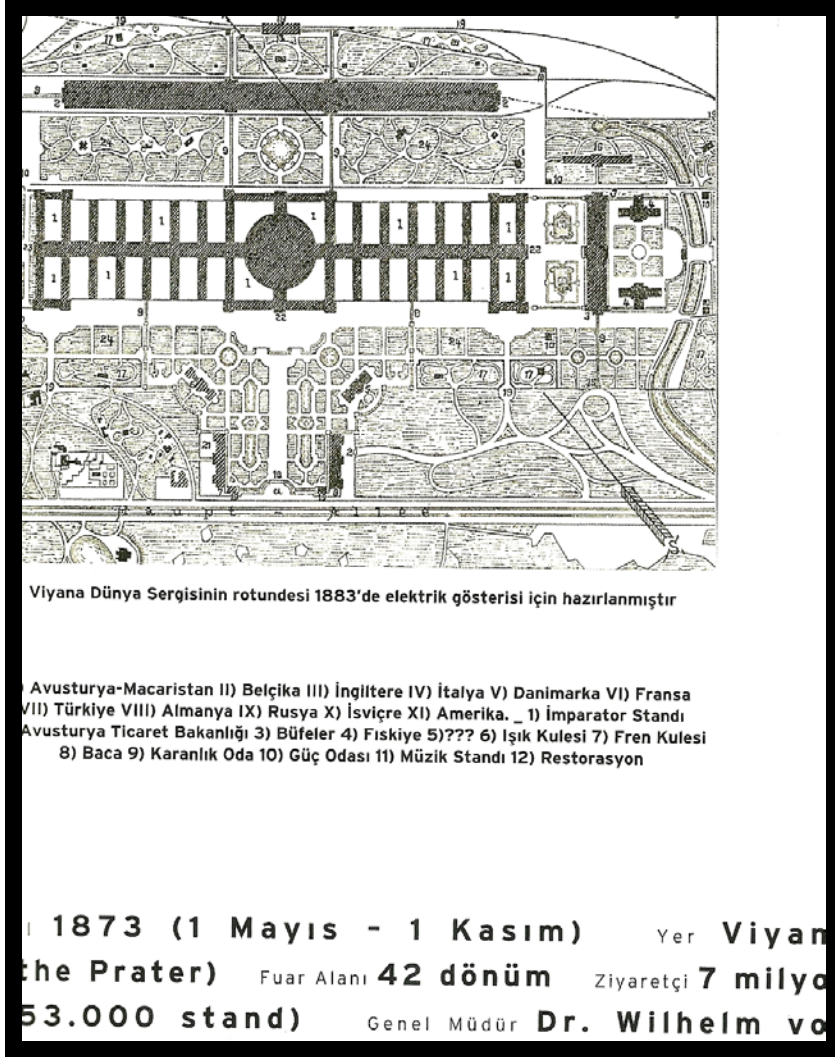 Haupt - Allee
Viyana Dünya Sergisinin rotundesi 1883'de elektrik gösterisi için hazırlanmıştır
) Avusturya-Macaristan II) Belçika III) İngiltere IV) İtalya V) Danimarka VI) Fransa
VII) Türkiye VIII) Almanya IX) Rusya X) İsviçre XI) Amerika. _ 1) İmparator Standı
Avusturya Ticaret Bakanlığı 3) Büfeler 4) Fıskiye 5)??? 6) Işık Kulesi 7) Fren Kulesi
8) Baca 9) Karanlık Oda 10) Güç Odası 11) Müzik Standı 12) Restorasyon
1873 (1 Mayıs - 1 Kasım) Yer Viyan
the Prater) Fuar Alanı 42 dönüm Ziyaretçi 7 milyo
53.000 stand) Genel Müdür Dr. Wilhelm vo